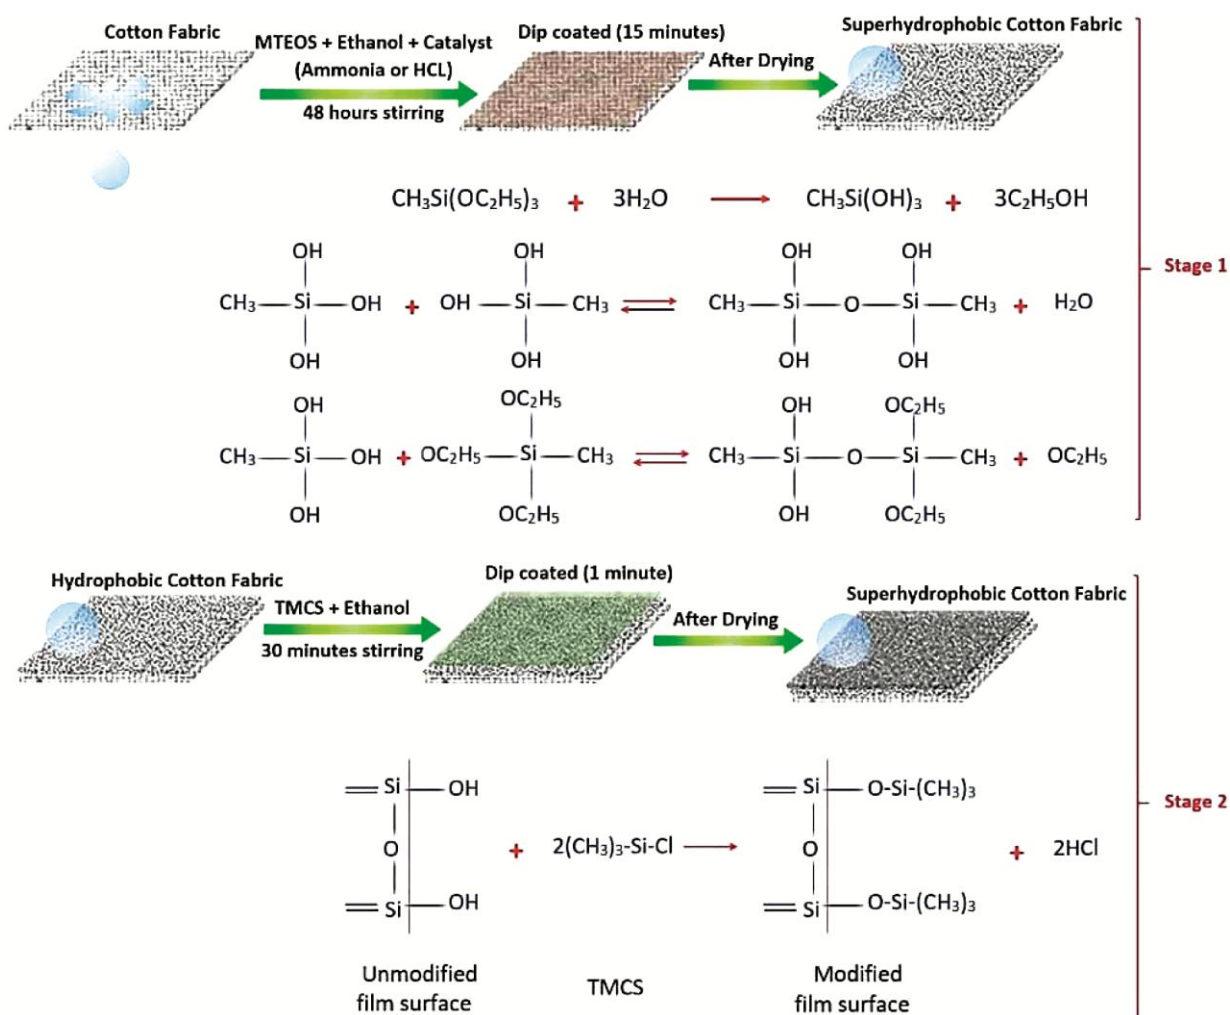 Cotton Fabric
MTEOS + Ethanol + Catalyst
(Ammonia or HCL)
48 hours stirring
Dip coated (15 minutes)
After Drying
Superhydrophobic Cotton Fabric
CH₃Si(OC₂H₅)₃ + 3H₂O CH₃Si(OH)₃ + 3C₂H₅OH
Stage 1
OH OH OH OH
CH₃ Si OH + OH Si CH₃ CH₃ Si O Si CH₃ + H₂O
OH OH OH OH
OH OC₂H₅ OH OC₂H₅
CH₃ Si OH + OC₂H₅ Si CH₃ CH₃ Si O Si CH₃ + OC₂H₅
OH OC₂H₅ OH OC₂H₅
Hydrophobic Cotton Fabric
TMCS + Ethanol
30 minutes stirring
Dip coated (1 minute)
After Drying
Superhydrophobic Cotton Fabric
Si OH Si O-Si-(CH₃)₃
O + 2(CH₃)₃-Si-Cl O + 2HCl
Si OH Si O-Si-(CH₃)₃
Stage 2
Unmodified
film surface
TMCS
Modified
film surface